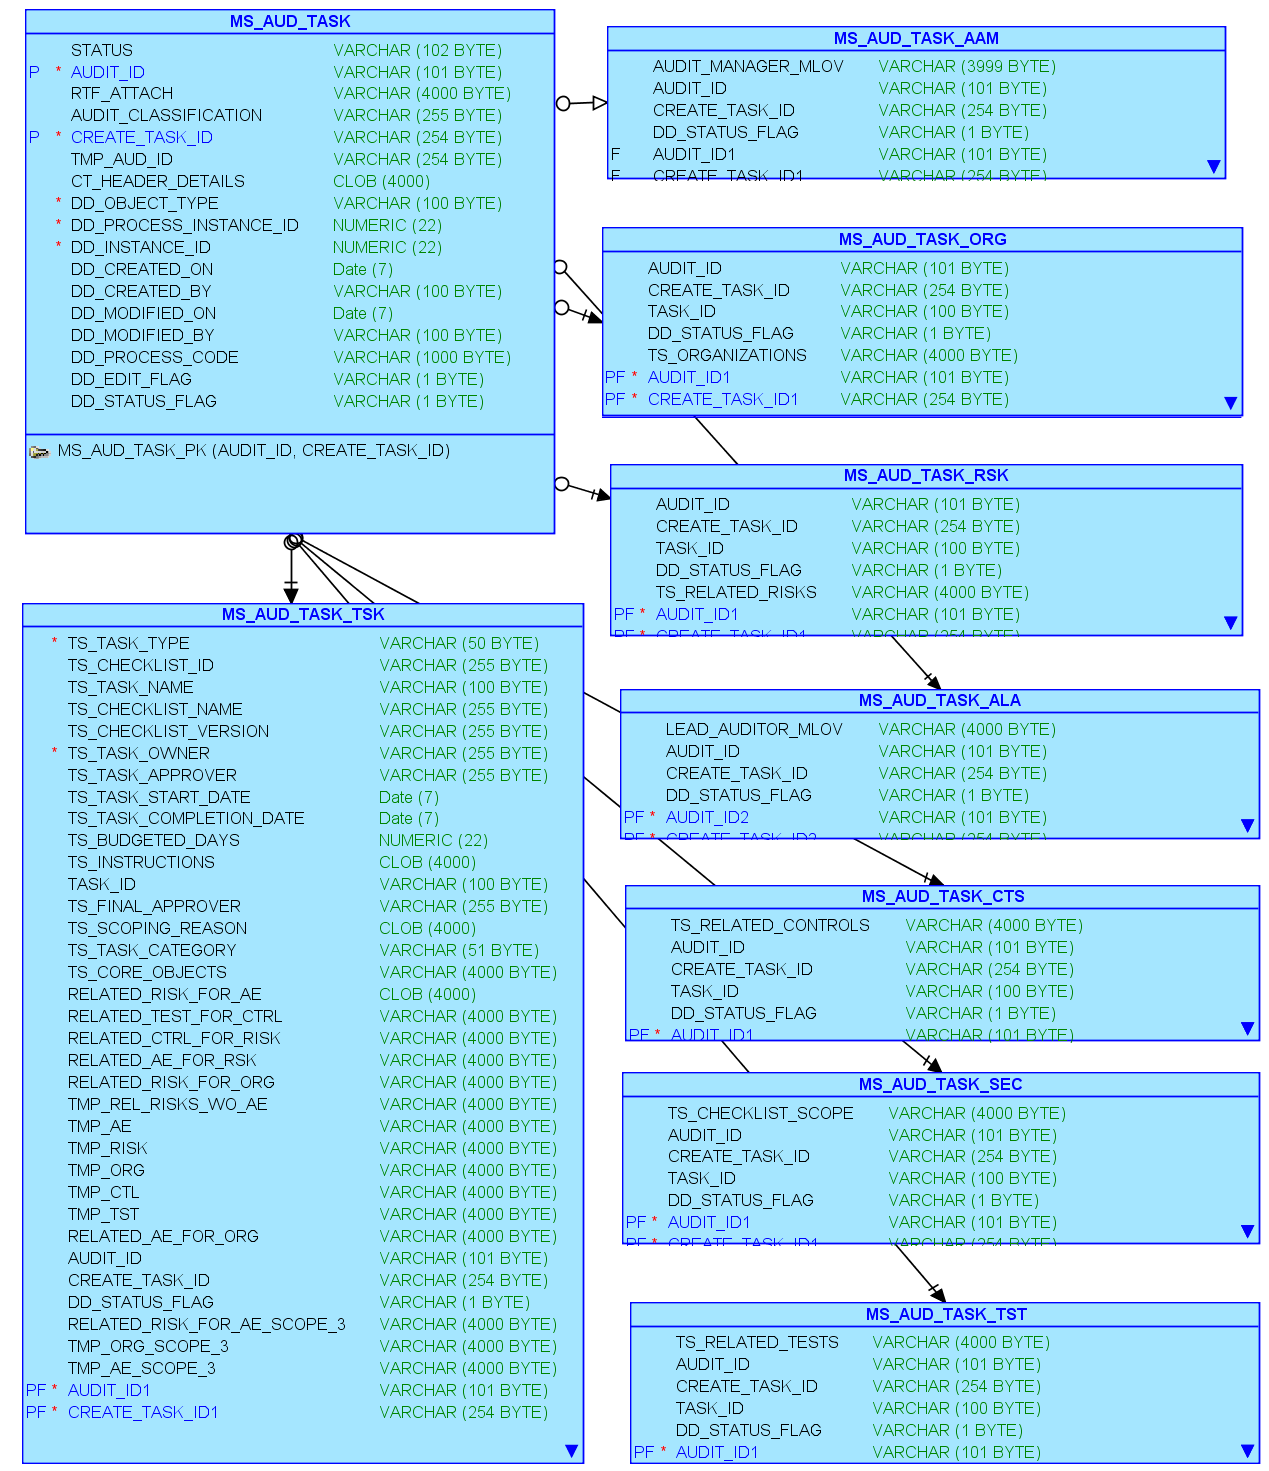 MS_AUD_TASK
STATUS VARCHAR (102 BYTE)
P * AUDIT_ID VARCHAR (101 BYTE)
RTF_ATTACH VARCHAR (4000 BYTE)
AUDIT_CLASSIFICATION VARCHAR (255 BYTE)
P * CREATE_TASK_ID VARCHAR (254 BYTE)
TMP_AUD_ID VARCHAR (254 BYTE)
CT_HEADER_DETAILS CLOB (4000)
* DD_OBJECT_TYPE VARCHAR (100 BYTE)
* DD_PROCESS_INSTANCE_ID NUMERIC (22)
* DD_INSTANCE_ID NUMERIC (22)
DD_CREATED_ON Date (7)
DD_CREATED_BY VARCHAR (100 BYTE)
DD_MODIFIED_ON Date (7)
DD_MODIFIED_BY VARCHAR (100 BYTE)
DD_PROCESS_CODE VARCHAR (1000 BYTE)
DD_EDIT_FLAG VARCHAR (1 BYTE)
DD_STATUS_FLAG VARCHAR (1 BYTE)
MS_AUD_TASK_PK (AUDIT_ID, CREATE_TASK_ID)
MS_AUD_TASK_AAM
AUDIT_MANAGER_MLOV VARCHAR (3999 BYTE)
AUDIT_ID VARCHAR (101 BYTE)
CREATE_TASK_ID VARCHAR (254 BYTE)
DD_STATUS_FLAG VARCHAR (1 BYTE)
F AUDIT_ID1 VARCHAR (101 BYTE)
F CREATE_TASK_ID1 VARCHAR (254 BYTE)
MS_AUD_TASK_ORG
AUDIT_ID VARCHAR (101 BYTE)
CREATE_TASK_ID VARCHAR (254 BYTE)
TASK_ID VARCHAR (100 BYTE)
DD_STATUS_FLAG VARCHAR (1 BYTE)
TS_ORGANIZATIONS VARCHAR (4000 BYTE)
PF * AUDIT_ID1 VARCHAR (101 BYTE)
PF * CREATE_TASK_ID1 VARCHAR (254 BYTE)
MS_AUD_TASK_RSK
AUDIT_ID VARCHAR (101 BYTE)
CREATE_TASK_ID VARCHAR (254 BYTE)
TASK_ID VARCHAR (100 BYTE)
DD_STATUS_FLAG VARCHAR (1 BYTE)
TS_RELATED_RISKS VARCHAR (4000 BYTE)
PF * AUDIT_ID1 VARCHAR (101 BYTE)
PF * CREATE_TASK_ID1 VARCHAR (254 BYTE)
MS_AUD_TASK_TSK
* TS_TASK_TYPE VARCHAR (50 BYTE)
TS_CHECKLIST_ID VARCHAR (255 BYTE)
TS_TASK_NAME VARCHAR (100 BYTE)
TS_CHECKLIST_NAME VARCHAR (255 BYTE)
TS_CHECKLIST_VERSION VARCHAR (255 BYTE)
* TS_TASK_OWNER VARCHAR (255 BYTE)
TS_TASK_APPROVER VARCHAR (255 BYTE)
TS_TASK_START_DATE Date (7)
TS_TASK_COMPLETION_DATE Date (7)
TS_BUDGETED_DAYS NUMERIC (22)
TS_INSTRUCTIONS CLOB (4000)
TASK_ID VARCHAR (100 BYTE)
TS_FINAL_APPROVER VARCHAR (255 BYTE)
TS_SCOPING_REASON CLOB (4000)
TS_TASK_CATEGORY VARCHAR (51 BYTE)
TS_CORE_OBJECTS VARCHAR (4000 BYTE)
RELATED_RISK_FOR_AE CLOB (4000)
RELATED_TEST_FOR_CTRL VARCHAR (4000 BYTE)
RELATED_CTRL_FOR_RISK VARCHAR (4000 BYTE)
RELATED_AE_FOR_RSK VARCHAR (4000 BYTE)
RELATED_RISK_FOR_ORG VARCHAR (4000 BYTE)
TMP_REL_RISKS_WO_AE VARCHAR (4000 BYTE)
TMP_AE VARCHAR (4000 BYTE)
TMP_RISK VARCHAR (4000 BYTE)
TMP_ORG VARCHAR (4000 BYTE)
TMP_CTL VARCHAR (4000 BYTE)
TMP_TST VARCHAR (4000 BYTE)
RELATED_AE_FOR_ORG VARCHAR (4000 BYTE)
AUDIT_ID VARCHAR (101 BYTE)
CREATE_TASK_ID VARCHAR (254 BYTE)
DD_STATUS_FLAG VARCHAR (1 BYTE)
RELATED_RISK_FOR_AE_SCOPE_3 VARCHAR (4000 BYTE)
TMP_ORG_SCOPE_3 VARCHAR (4000 BYTE)
TMP_AE_SCOPE_3 VARCHAR (4000 BYTE)
PF * AUDIT_ID1 VARCHAR (101 BYTE)
PF * CREATE_TASK_ID1 VARCHAR (254 BYTE)
MS_AUD_TASK_ALA
LEAD_AUDITOR_MLOV VARCHAR (4000 BYTE)
AUDIT_ID VARCHAR (101 BYTE)
CREATE_TASK_ID VARCHAR (254 BYTE)
DD_STATUS_FLAG VARCHAR (1 BYTE)
PF * AUDIT_ID2 VARCHAR (101 BYTE)
PF * CREATE_TASK_ID2 VARCHAR (254 BYTE)
MS_AUD_TASK_CTS
TS_RELATED_CONTROLS VARCHAR (4000 BYTE)
AUDIT_ID VARCHAR (101 BYTE)
CREATE_TASK_ID VARCHAR (254 BYTE)
TASK_ID VARCHAR (100 BYTE)
DD_STATUS_FLAG VARCHAR (1 BYTE)
PF * AUDIT_ID1 VARCHAR (101 BYTE)
MS_AUD_TASK_SEC
TS_CHECKLIST_SCOPE VARCHAR (4000 BYTE)
AUDIT_ID VARCHAR (101 BYTE)
CREATE_TASK_ID VARCHAR (254 BYTE)
TASK_ID VARCHAR (100 BYTE)
DD_STATUS_FLAG VARCHAR (1 BYTE)
PF * AUDIT_ID1 VARCHAR (101 BYTE)
PF * CREATE_TASK_ID1 VARCHAR (254 BYTE)
MS_AUD_TASK_TST
TS_RELATED_TESTS VARCHAR (4000 BYTE)
AUDIT_ID VARCHAR (101 BYTE)
CREATE_TASK_ID VARCHAR (254 BYTE)
TASK_ID VARCHAR (100 BYTE)
DD_STATUS_FLAG VARCHAR (1 BYTE)
PF * AUDIT_ID1 VARCHAR (101 BYTE)